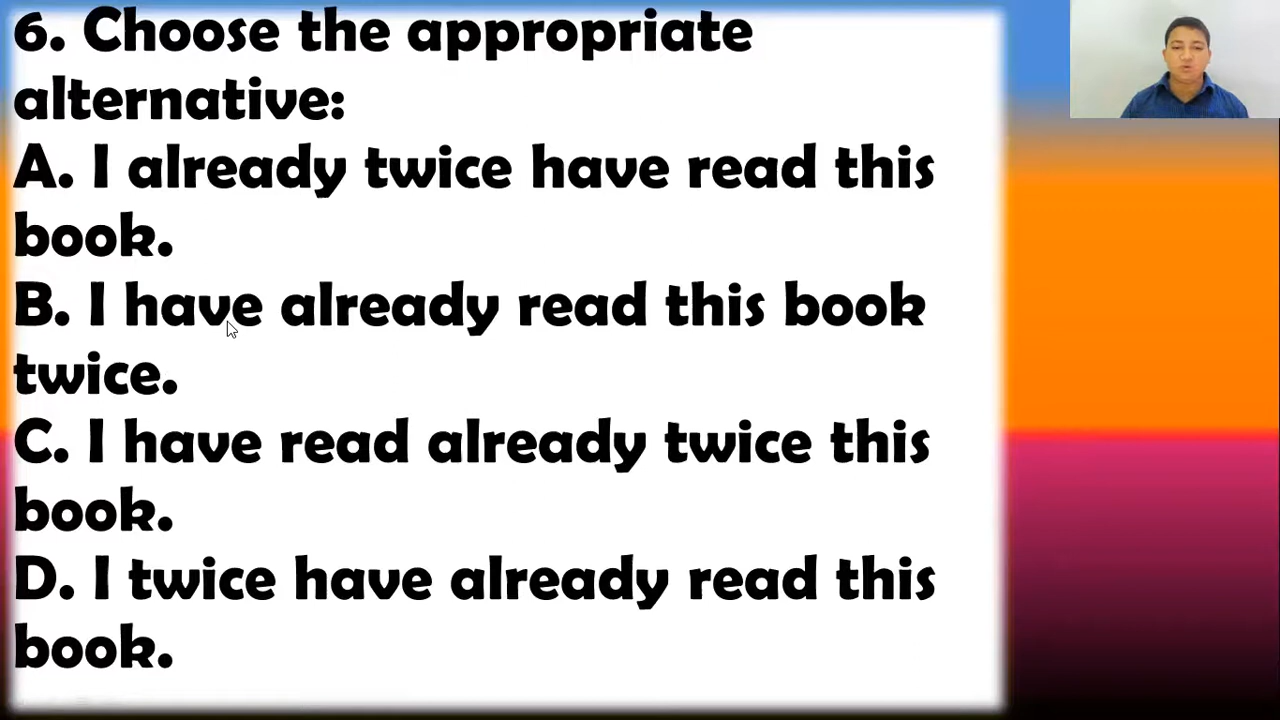 6. Choose the appropriate
alternative:
A. I already twice have read this
book.
B. I have already read this book
twice.
C. I have read already twice this
book.
D. I twice have already read this
book.